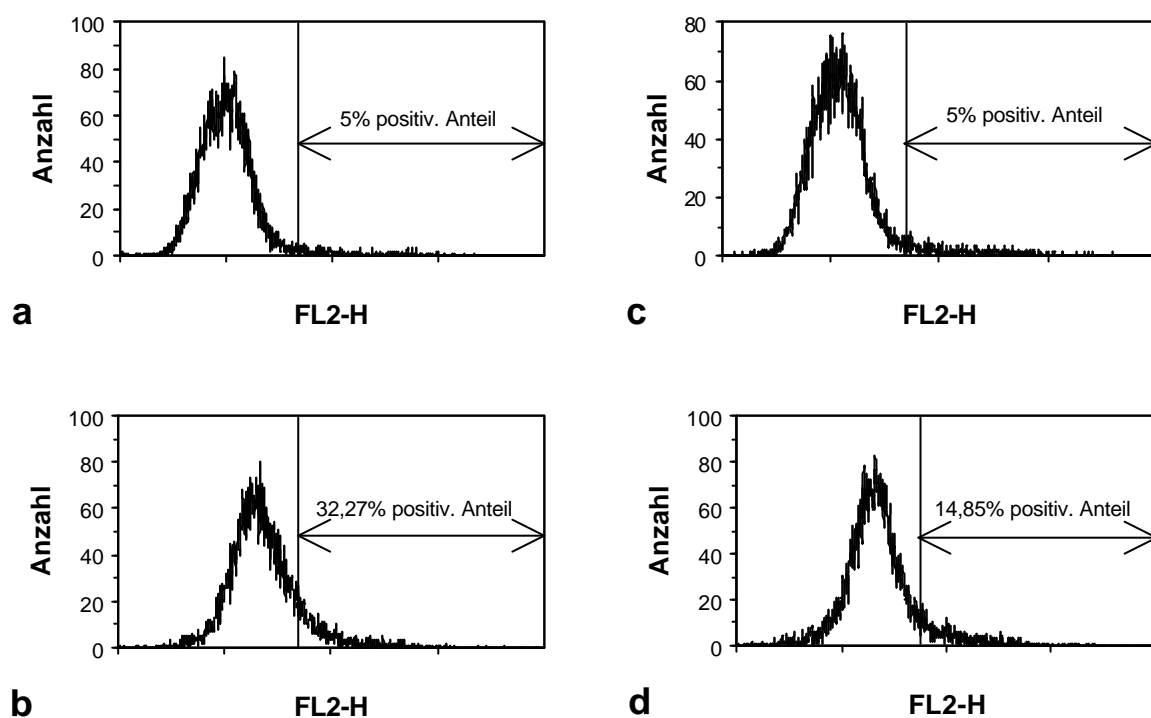 100
80
60
40
20
0
Anzahl
5% positiv. Anteil
a
FL2-H
80
60
40
20
0
Anzahl
5% positiv. Anteil
c
FL2-H
100
80
60
40
20
0
Anzahl
32,27% positiv. Anteil
b
FL2-H
100
80
60
40
20
0
Anzahl
14,85% positiv. Anteil
d
FL2-H